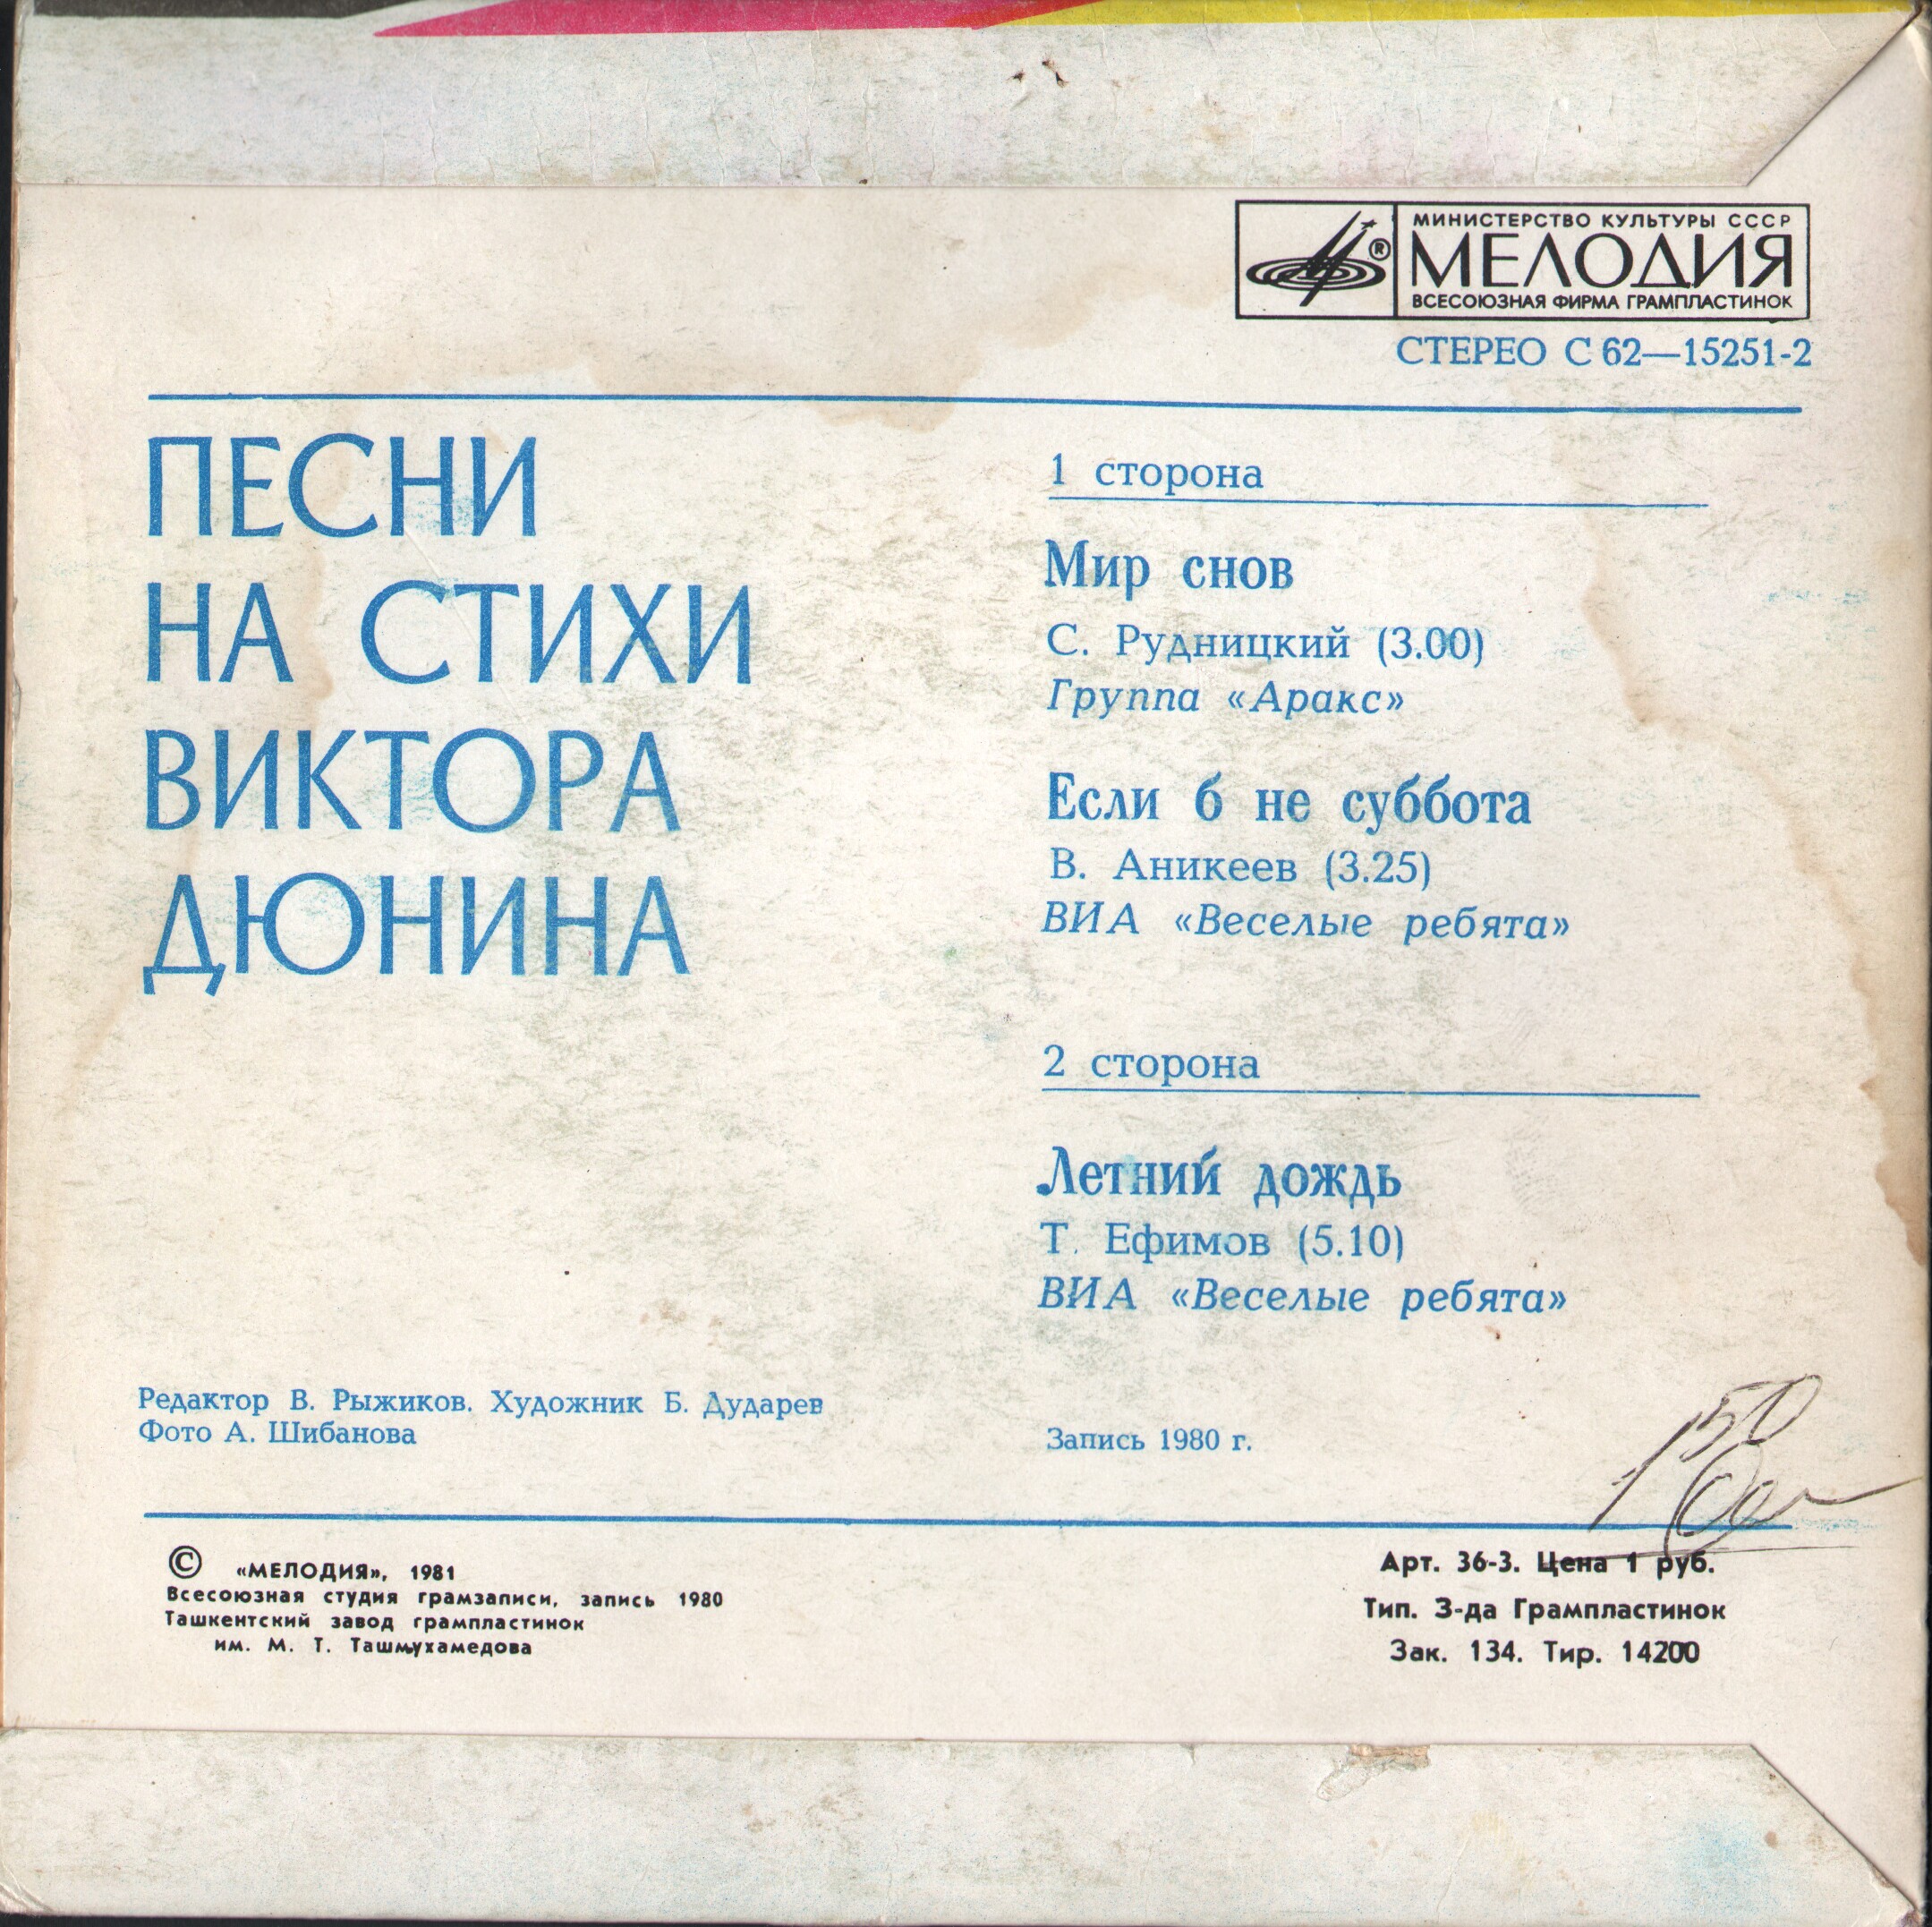 МИНИСТЕРСТВО КУЛЬТУРЫ СССР
МЕЛОДИЯ
ВСЕСОЮЗНАЯ ФИРМА ГРАМПЛАСТИНОК
®
СТЕРЕО С 62—15251-2
ПЕСНИ
НА СТИХИ
ВИКТОРА
ДЮНИНА
1 сторона
Мир снов
С. Рудницкий (3.00)
Группа «Аракс»
Если б не суббота
В. Аникеев (3.25)
ВИА «Веселые ребята»
2 сторона
Летний дождь
Т. Ефимов (5.10)
ВИА «Веселые ребята»
Редактор В. Рыжиков. Художник Б. Дударев
Фото А. Шибанова
Запись 1980 г.
150
© «МЕЛОДИЯ», 1981
Всесоюзная студия грамзаписи, запись 1980
Ташкентский завод грампластинок
им. М. Т. Ташмухамедова
Арт. 36-3. Цена 1 руб.
Тип. З-да Грампластинок
Зак. 134. Тир. 14200